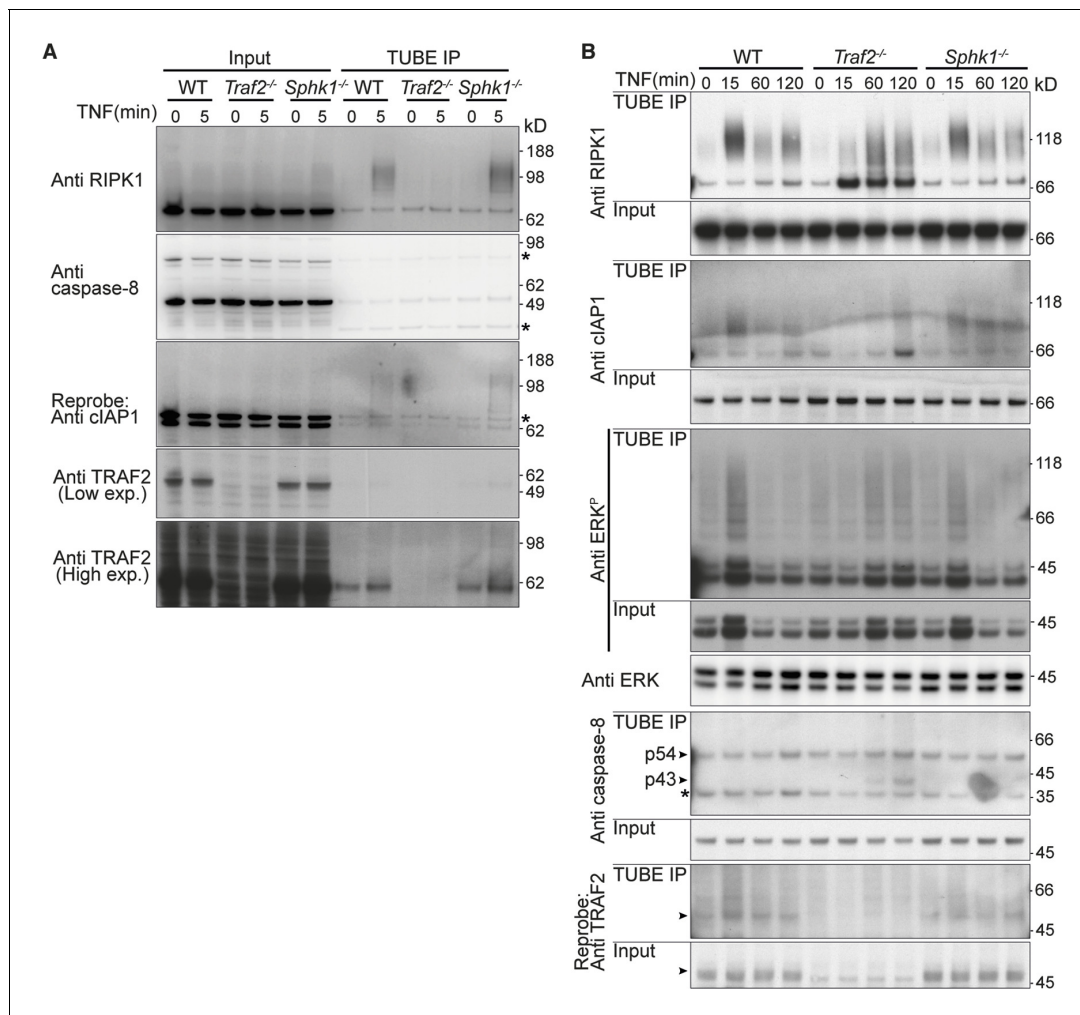 A
Input TUBE IP
WT Traf2-/- Sphk1-/- WT Traf2-/- Sphk1-/-
TNF(min) 0 5 0 5 0 5 0 5 0 5 0 5
kD
Anti RIPK1
188
98
62
Anti
caspase-8
98
*
62
49
*
Reprobe:
Anti cIAP1
188
98
*
62
Anti TRAF2
(Low exp.)
62
49
Anti TRAF2
(High exp.)
98
62
B
WT Traf2-/- Sphk1-/-
TNF(min) 0 15 60 120 0 15 60 120 0 15 60 120 kD
Anti RIPK1
TUBE IP
118
66
Input
66
Anti cIAP1
TUBE IP
118
66
Input
66
Anti ERKP
TUBE IP
118
66
45
Input
45
Anti ERK
45
Anti caspase-8
TUBE IP
p54
p43
*
66
45
35
Input
45
Reprobe:
Anti TRAF2
TUBE IP
66
45
Input
45